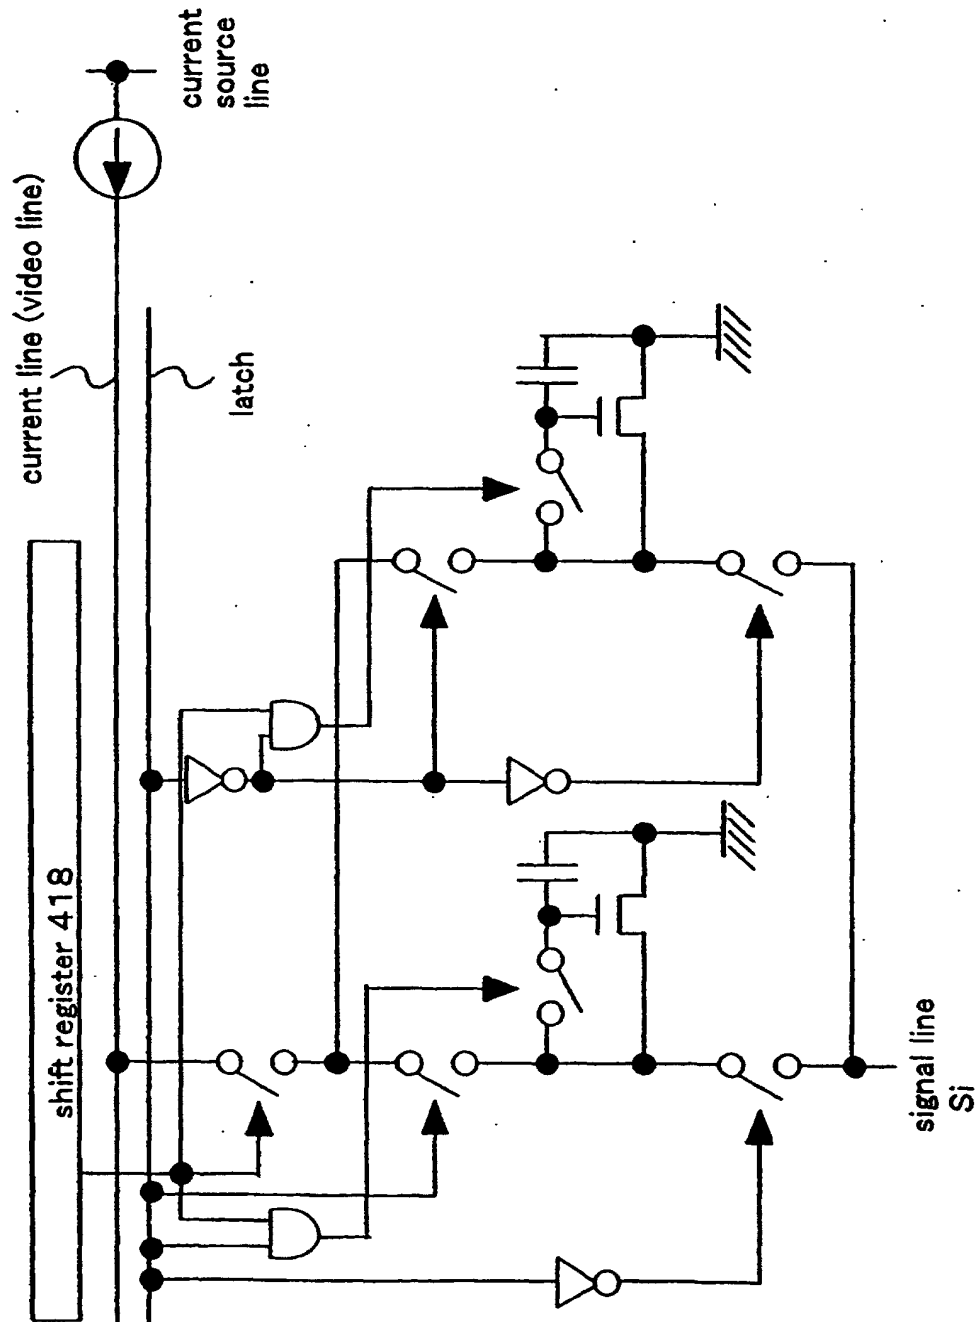 current
source
line
current line (video line)
latch
shift register 418
signal line
Si